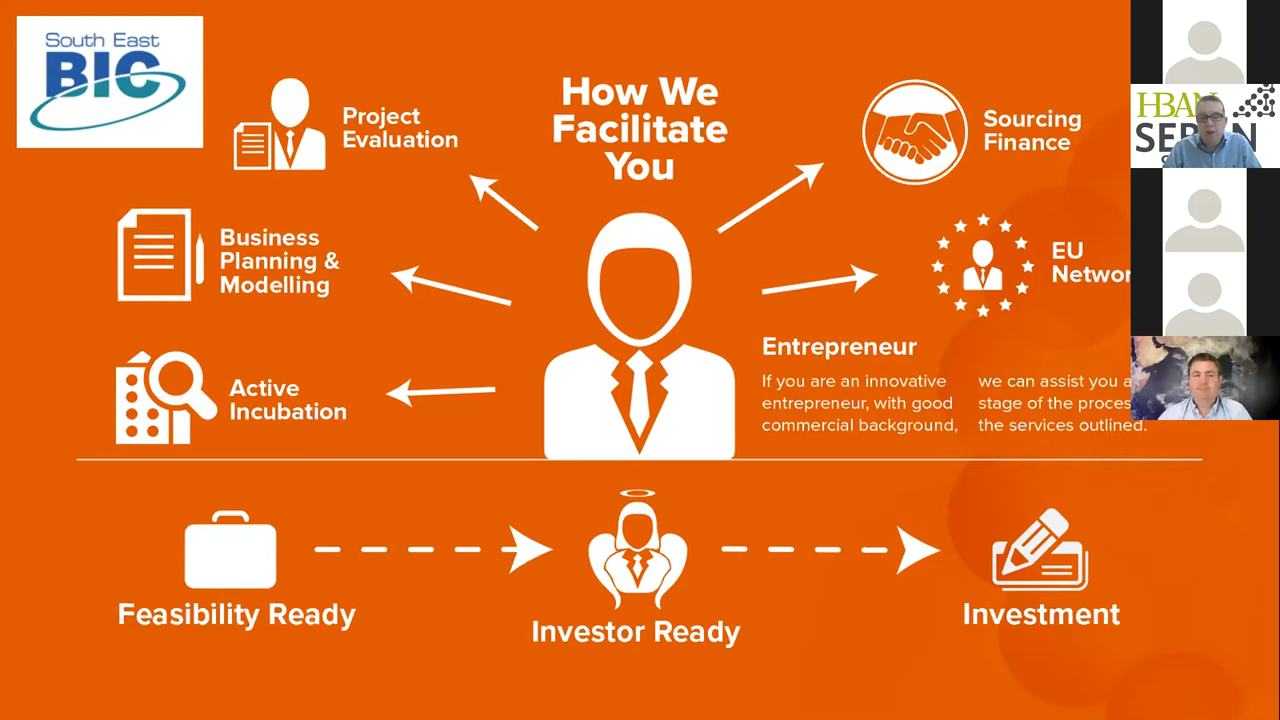 South East
BIC
How We
Facilitate
You
Project
Evaluation
Sourcing
Finance
HBAN
Business
Planning &
Modelling
EU
Active
Incubation
Entrepreneur
If you are an innovative
entrepreneur, with good
commercial background,
we can assist you
stage of the
the services outlined.
Feasibility Ready
Investor Ready
Investment